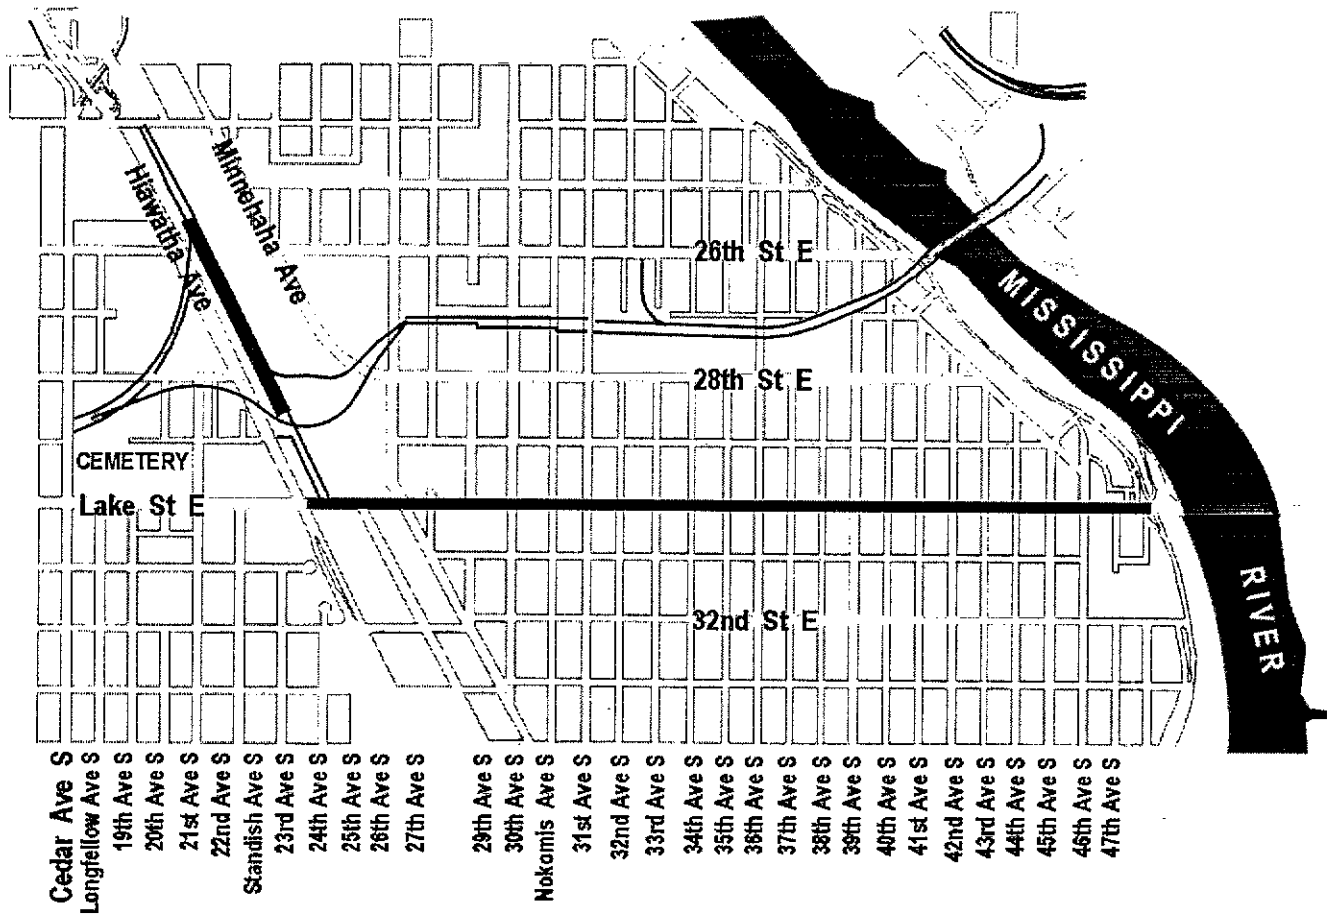 Hiawatha Ave
Minnehaha Ave
26th St E
MISSISSIPPI
RIVER
28th St E
CEMETERY
Lake St E
32nd St E
Cedar Ave S
Longfellow Ave S
19th Ave S
20th Ave S
21st Ave S
22nd Ave S
Standish Ave S
23rd Ave S
24th Ave S
25th Ave S
26th Ave S
27th Ave S
29th Ave S
30th Ave S
Nokomis Ave S
31st Ave S
32nd Ave S
33rd Ave S
34th Ave S
35th Ave S
36th Ave S
37th Ave S
38th Ave S
39th Ave S
40th Ave S
41st Ave S
42nd Ave S
43rd Ave S
44th Ave S
45th Ave S
46th Ave S
47th Ave S